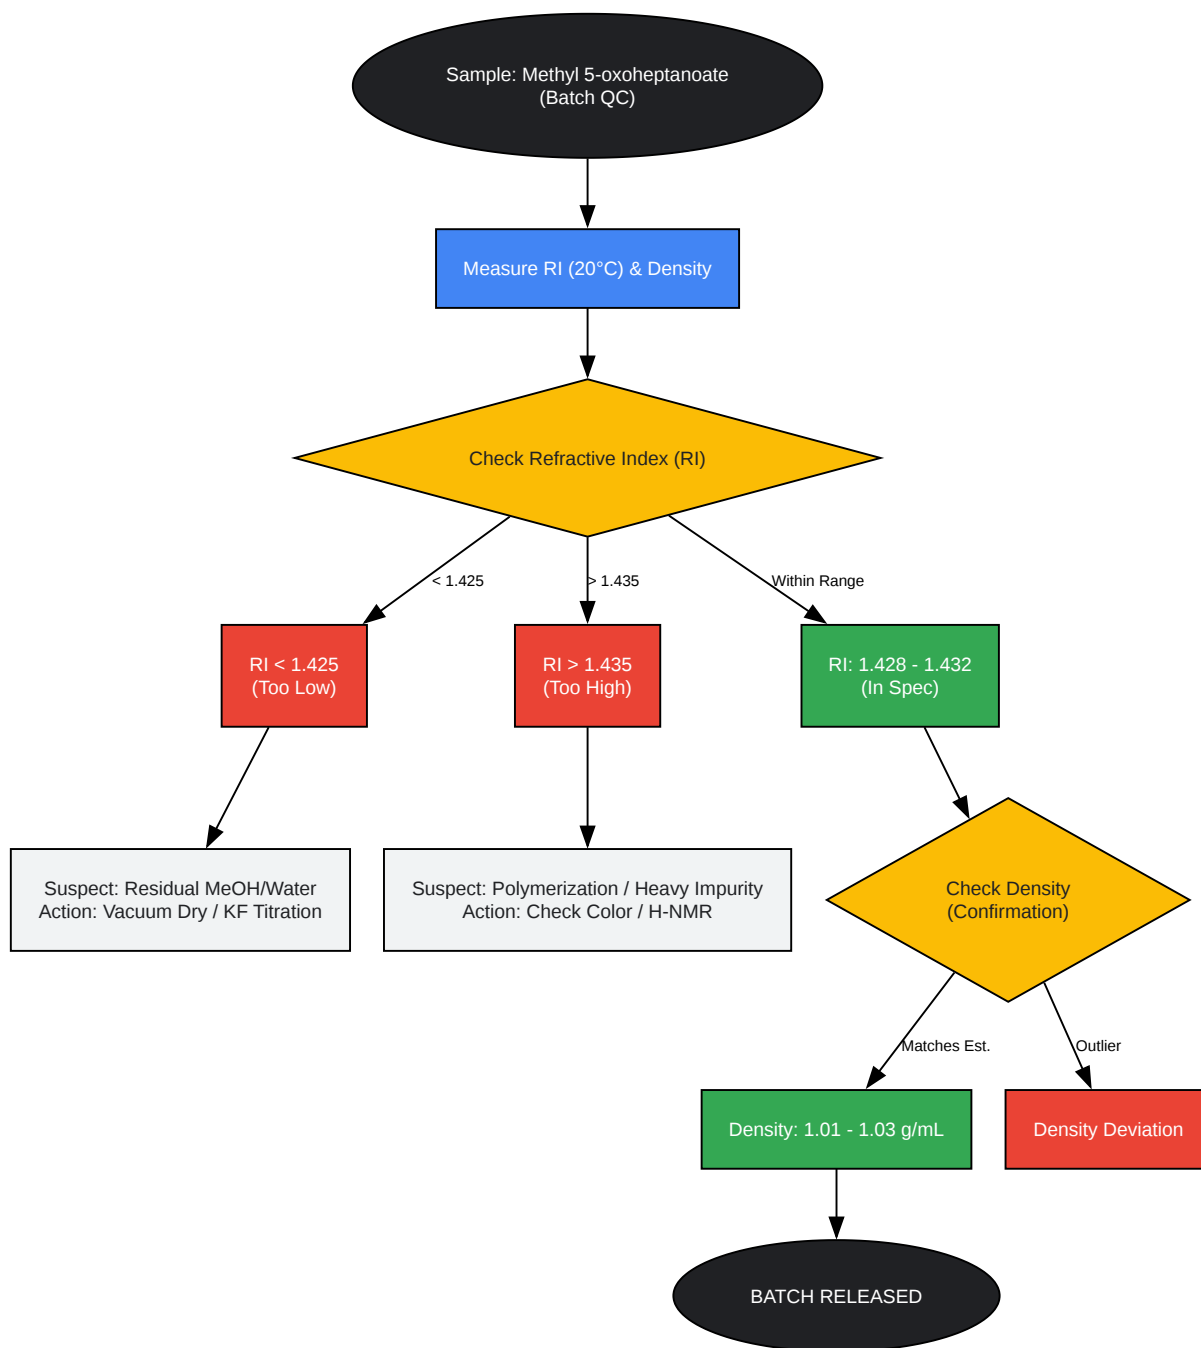 Sample: Methyl 5-oxoheptanoate
(Batch QC)
Measure RI (20°C) & Density
Check Refractive Index (RI)
< 1.425
> 1.435
Within Range
RI < 1.425
(Too Low)
RI > 1.435
(Too High)
RI: 1.428 - 1.432
(In Spec)
Suspect: Residual MeOH/Water
Action: Vacuum Dry / KF Titration
Suspect: Polymerization / Heavy Impurity
Action: Check Color / H-NMR
Check Density
(Confirmation)
Matches Est.
Outlier
Density: 1.01 - 1.03 g/mL
Density Deviation
BATCH RELEASED